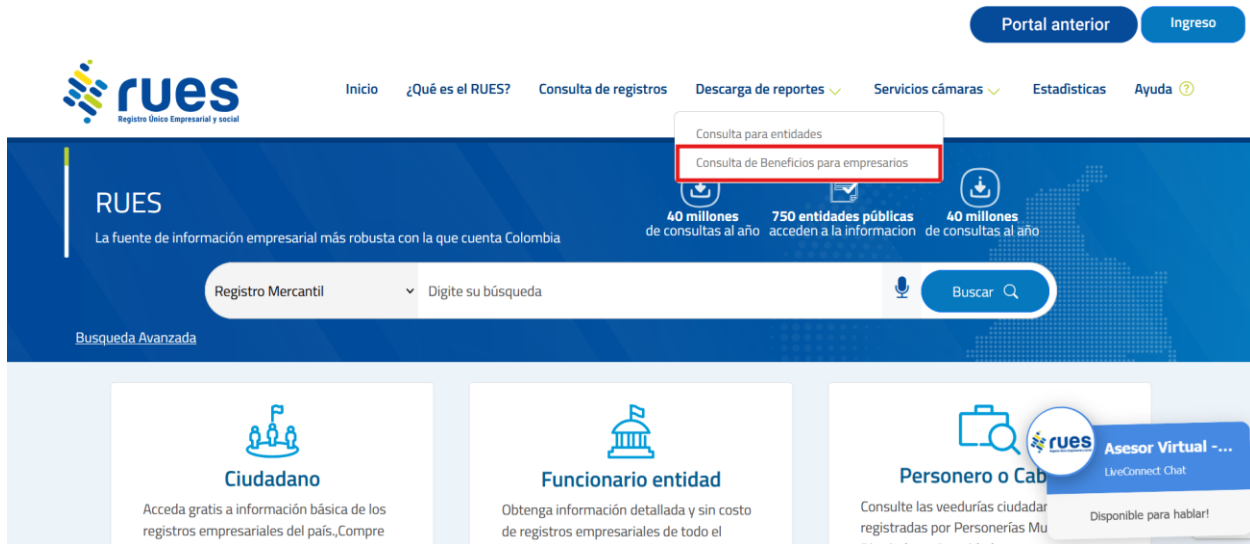 Portal anterior
Ingreso
rues
Registro Único Empresarial y social
Inicio
¿Qué es el RUES?
Consulta de registros
Descarga de reportes
Servicios cámaras
Estadìsticas
Ayuda ?
Consulta para entidades
Consulta de Beneficios para empresarios
RUES
La fuente de información empresarial más robusta con la que cuenta Colombia
40 millones
de consultas al año
750 entidades públicas
acceden a la informacion
40 millones
de consultas al año
Registro Mercantil
Digite su búsqueda
Buscar
Busqueda Avanzada
Ciudadano
Acceda gratis a información básica de los
registros empresariales del país.,Compre
Funcionario entidad
Obtenga información detallada y sin costo
de registros empresariales de todo el
Personero o Cab
Consulte las veedurías ciudadan
registradas por Personerías Mu
rues
Asesor Virtual -...
LiveConnect Chat
Disponible para hablar!